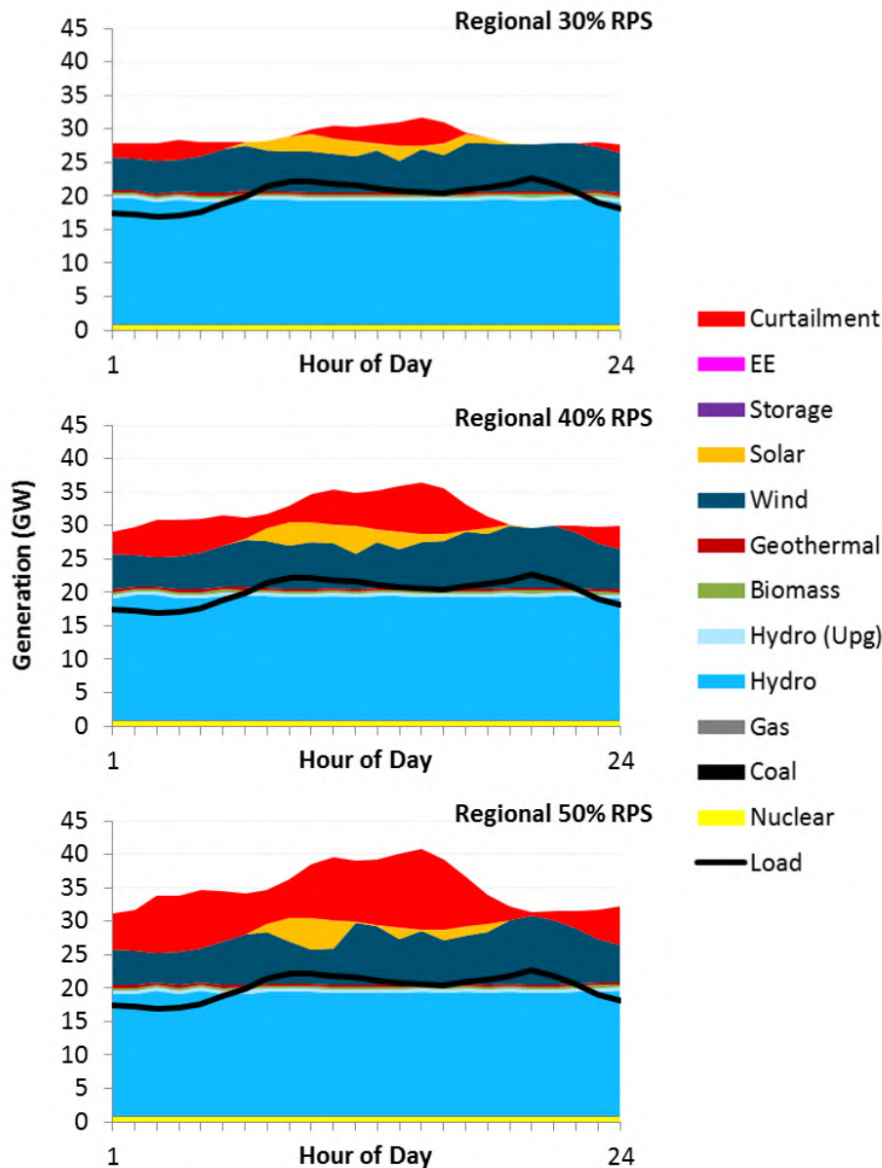 Regional 30% RPS
45
40
35
30
25
20
15
10
5
0
1
Hour of Day
24
Regional 40% RPS
45
40
35
30
25
20
15
10
5
0
1
Hour of Day
24
Generation (GW)
Regional 50% RPS
45
40
35
30
25
20
15
10
5
0
1
Hour of Day
24
Curtailment
EE
Storage
Solar
Wind
Geothermal
Biomass
Hydro (Upg)
Hydro
Gas
Coal
Nuclear
Load